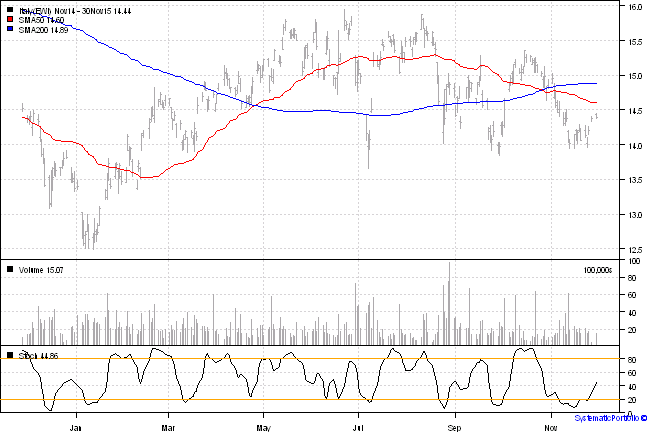 Italy(EWI) Nov14 - 30Nov15 14.44
SMA50 14.60
SMA200 14.89
16.0
15.5
15.0
14.5
14.0
13.5
13.0
12.5
Volume 15.07
100,000s
100
80
60
40
20
Stoch 44.86
80
60
40
20
Jan
Mar
May
Jul
Sep
Nov
SystematicPortfolio ©